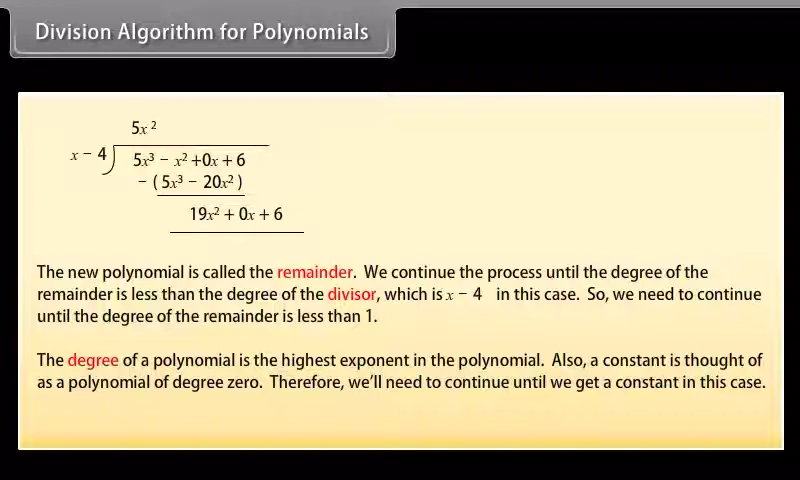 Division Algorithm for Polynomials
5x²
x − 4
5x³ − x² +0x + 6
− ( 5x³ − 20x² )
19x² + 0x + 6
The new polynomial is called the remainder. We continue the process until the degree of the
remainder is less than the degree of the divisor, which is x − 4 in this case. So, we need to continue
until the degree of the remainder is less than 1.
The degree of a polynomial is the highest exponent in the polynomial. Also, a constant is thought of
as a polynomial of degree zero. Therefore, we'll need to continue until we get a constant in this case.